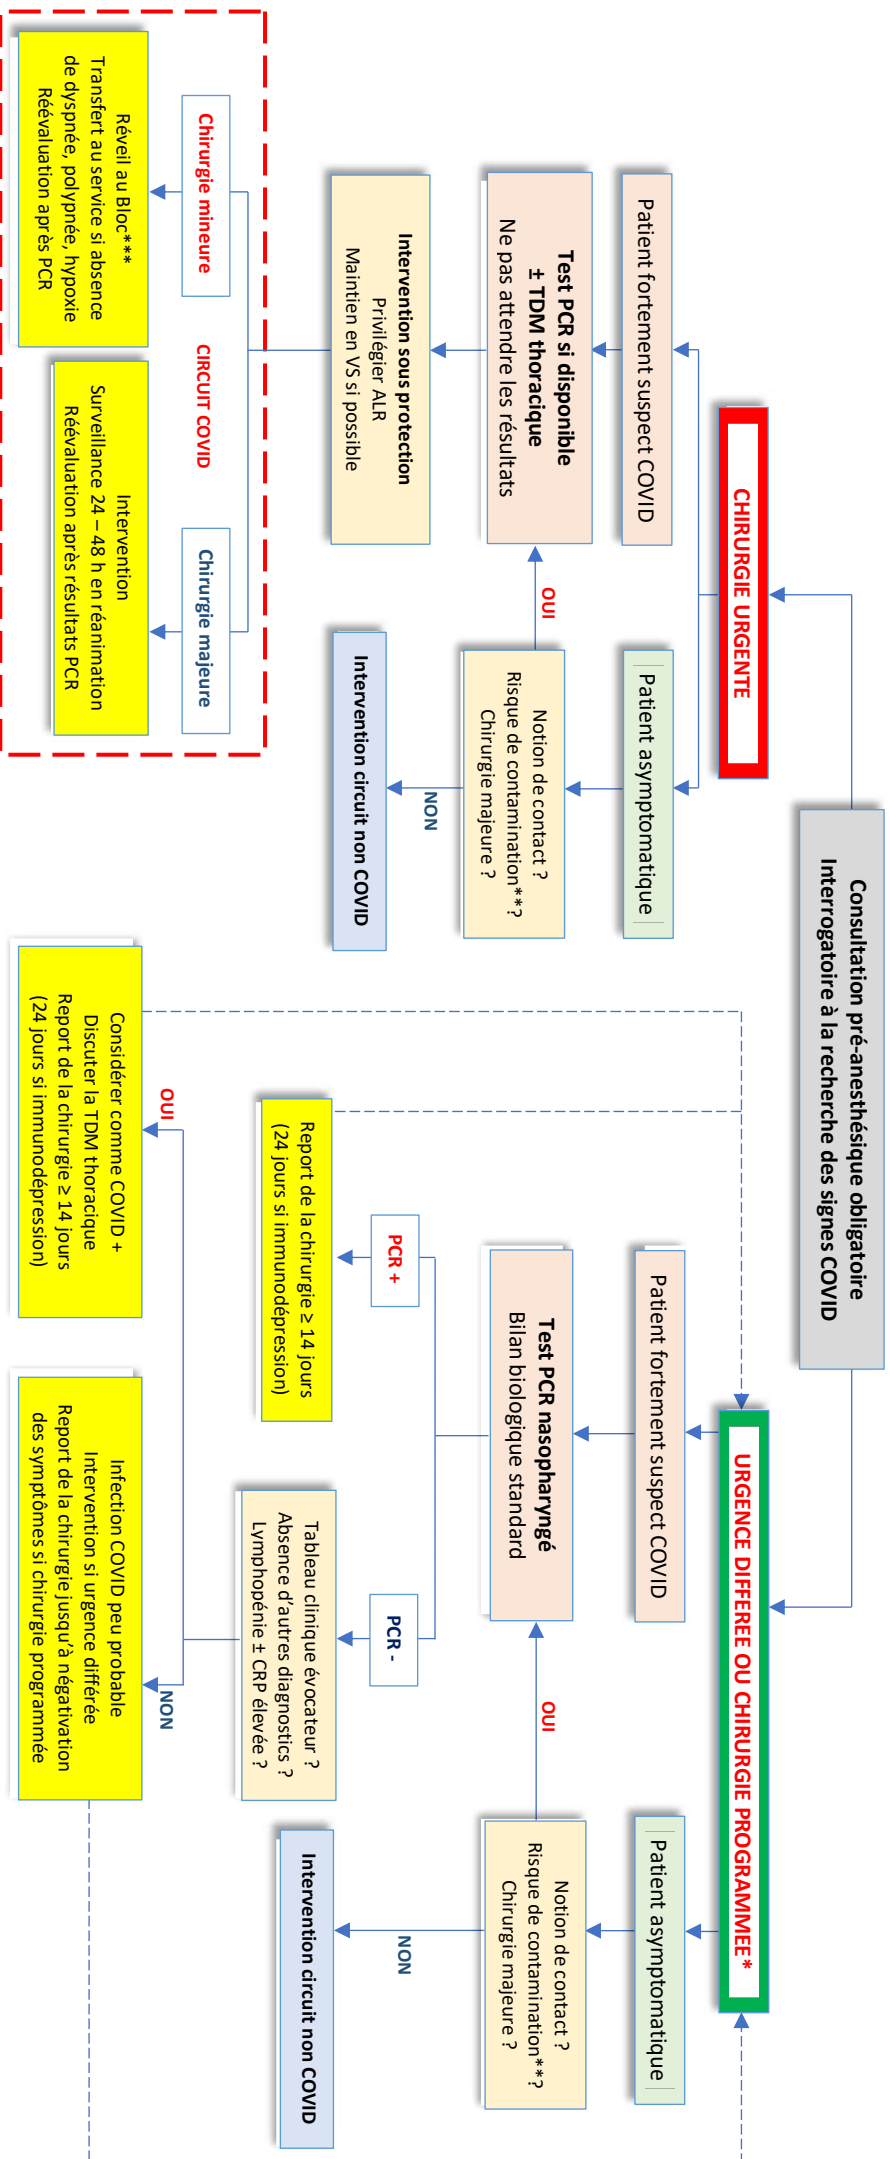 Consultation pré-anesthésique obligatoire
Interrogatoire à la recherche des signes COVID
CHIRURGIE URGENTE
Patient fortement suspect COVID
Test PCR si disponible
± TDM thoracique
Ne pas attendre les résultats
Intervention sous protection
Privilégier ALR
Maintien en VS si possible
Patient asymptomatique
Notion de contact ?
Risque de contamination**?
Chirurgie majeure ?
OUI
NON
Intervention circuit non COVID
Chirurgie mineure
CIRCUIT COVID
Chirurgie majeure
Réveil au Bloc***
Transfert au service si absence
de dyspnée, polypnée, hypoxie
Réévaluation après PCR
Intervention
Surveillance 24 – 48 h en réanimation
Réévaluation après résultats PCR
URGENCE DIFFEREE OU CHIRURGIE PROGRAMMEE*
Patient fortement suspect COVID
Test PCR nasopharyngé
Bilan biologique standard
Patient asymptomatique
Notion de contact ?
Risque de contamination**?
Chirurgie majeure ?
OUI
NON
Intervention circuit non COVID
PCR +
PCR -
Report de la chirurgie ≥ 14 jours
(24 jours si immunodépression)
Tableau clinique évocateur ?
Absence d’autres diagnostics ?
Lymphopénie ± CRP élevée ?
OUI
NON
Considérer comme COVID +
Discuter la TDM thoracique
Report de la chirurgie ≥ 14 jours
(24 jours si immunodépression)
Infection COVID peu probable
Intervention si urgence différée
Report de la chirurgie jusqu’à négativation
des symptômes si chirurgie programmée